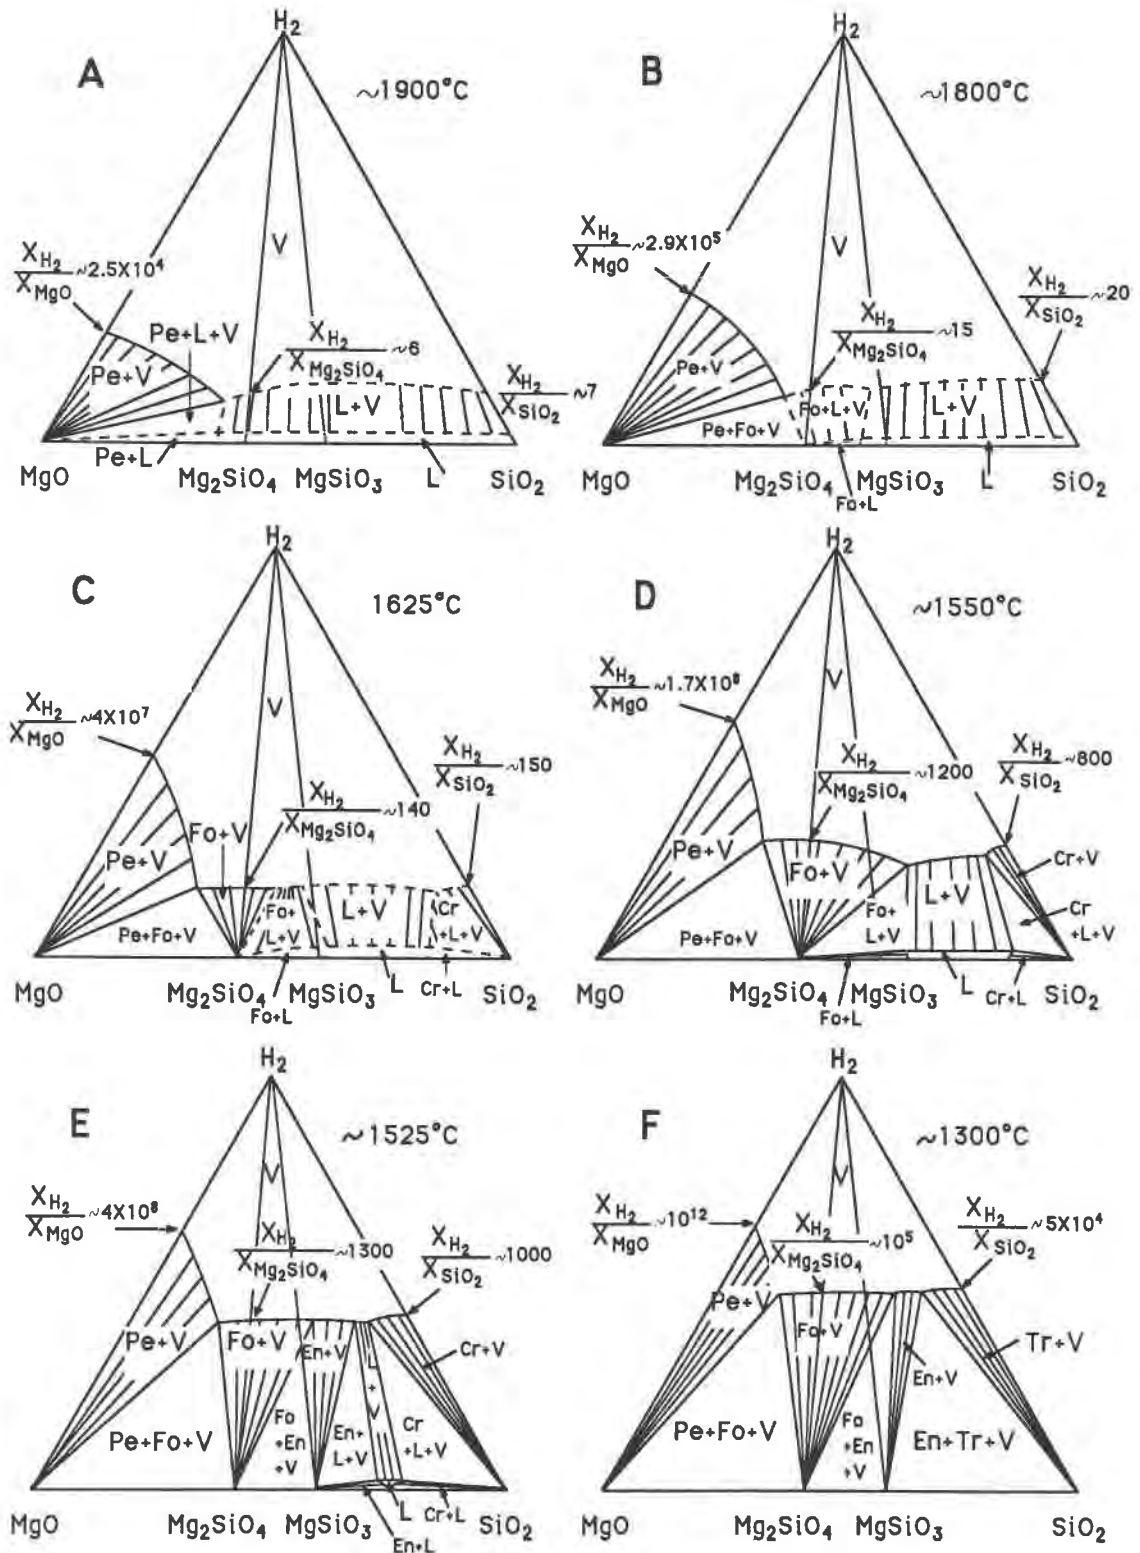 H2
A
~1900°C
XH2
XMgO
~2.5X10^4
Pe+L+V
V
XH2
XMg2SiO4
~6
XH2
XSiO2
~7
Pe+V
L+V
Pe+L
MgO
Mg2SiO4
MgSiO3
L
SiO2
H2
B
~1800°C
XH2
XMgO
~2.9X10^5
V
XH2
XMg2SiO4
~15
XH2
XSiO2
~20
Pe+V
Fo+L+V
L+V
Pe+Fo+V
MgO
Mg2SiO4
MgSiO3
L
SiO2
Fo+L
H2
C
1625°C
XH2
XMgO
~4X10^7
V
XH2
XSiO2
~150
XH2
XMg2SiO4
~140
Fo+V
Pe+V
Fo+
L+V
L+V
Cr
+L+V
Pe+Fo+V
MgO
Mg2SiO4
MgSiO3
L
Cr+L
SiO2
Fo+L
H2
D
~1550°C
XH2
XMgO
~1.7X10^8
V
XH2
XMg2SiO4
~1200
XH2
XSiO2
~800
Pe+V
Fo+V
Fo+
L+V
L+V
Cr+V
Cr
+L+V
Pe+Fo+V
MgO
Mg2SiO4
MgSiO3
L
Cr+L
SiO2
Fo+L
H2
E
~1525°C
XH2
XMgO
~4X10^8
V
XH2
XMg2SiO4
~1300
XH2
XSiO2
~1000
Pe+V
Fo+V
En+V
L
+
V
Cr+V
Pe+Fo+V
Fo
+En
+V
En+
L+V
Cr
+L+V
MgO
Mg2SiO4
MgSiO3
L
Cr+L
SiO2
En+L
H2
F
~1300°C
XH2
XMgO
~10^12
V
XH2
XMg2SiO4
~10^5
XH2
XSiO2
~5X10^4
Pe+V
Fo+V
En+V
Tr+V
Pe+Fo+V
Fo
+En
+V
En+Tr+V
MgO
Mg2SiO4
MgSiO3
SiO2